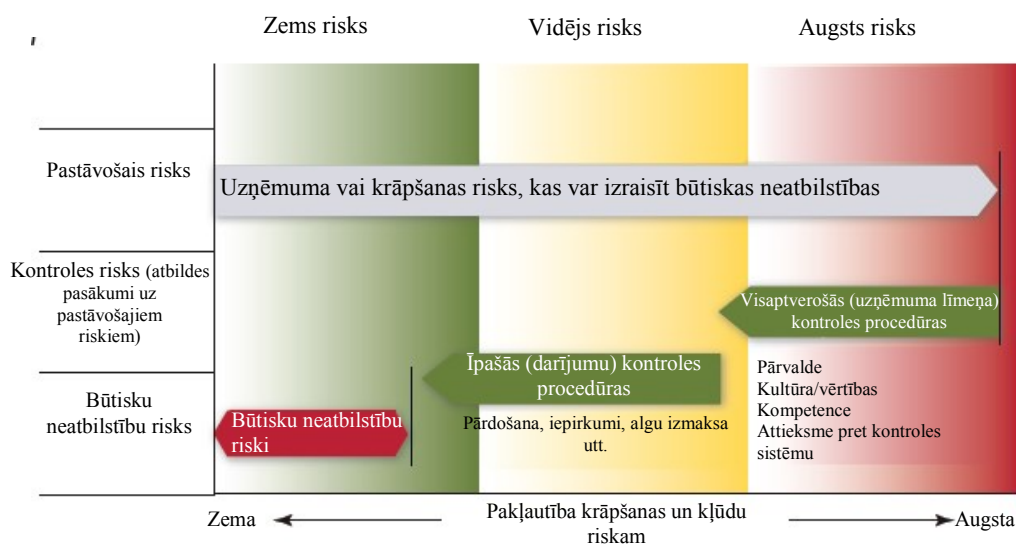 Zems risks
Vidējs risks
Augsts risks
Pastāvošais risks
Uzņēmuma vai krāpšanas risks, kas var izraisīt būtiskas neatbilstības
Kontroles risks (atbildes
pasākumi uz
pastāvošajiem
riskiem)
Visaptverošās (uzņēmuma līmeņa)
kontroles procedūras
Īpašās (darījumu) kontroles
procedūras
Pārvalde
Kultūra/vērtības
Kompetence
Attieksme pret kontroles
sistēmu
Būtisku
neatbilstību risks
Būtisku neatbilstību
riski
Pārdošana, iepirkumi, algu izmaksa
utt.
Zema
Pakļautība krāpšanas un kļūdu
riskam
Augsta